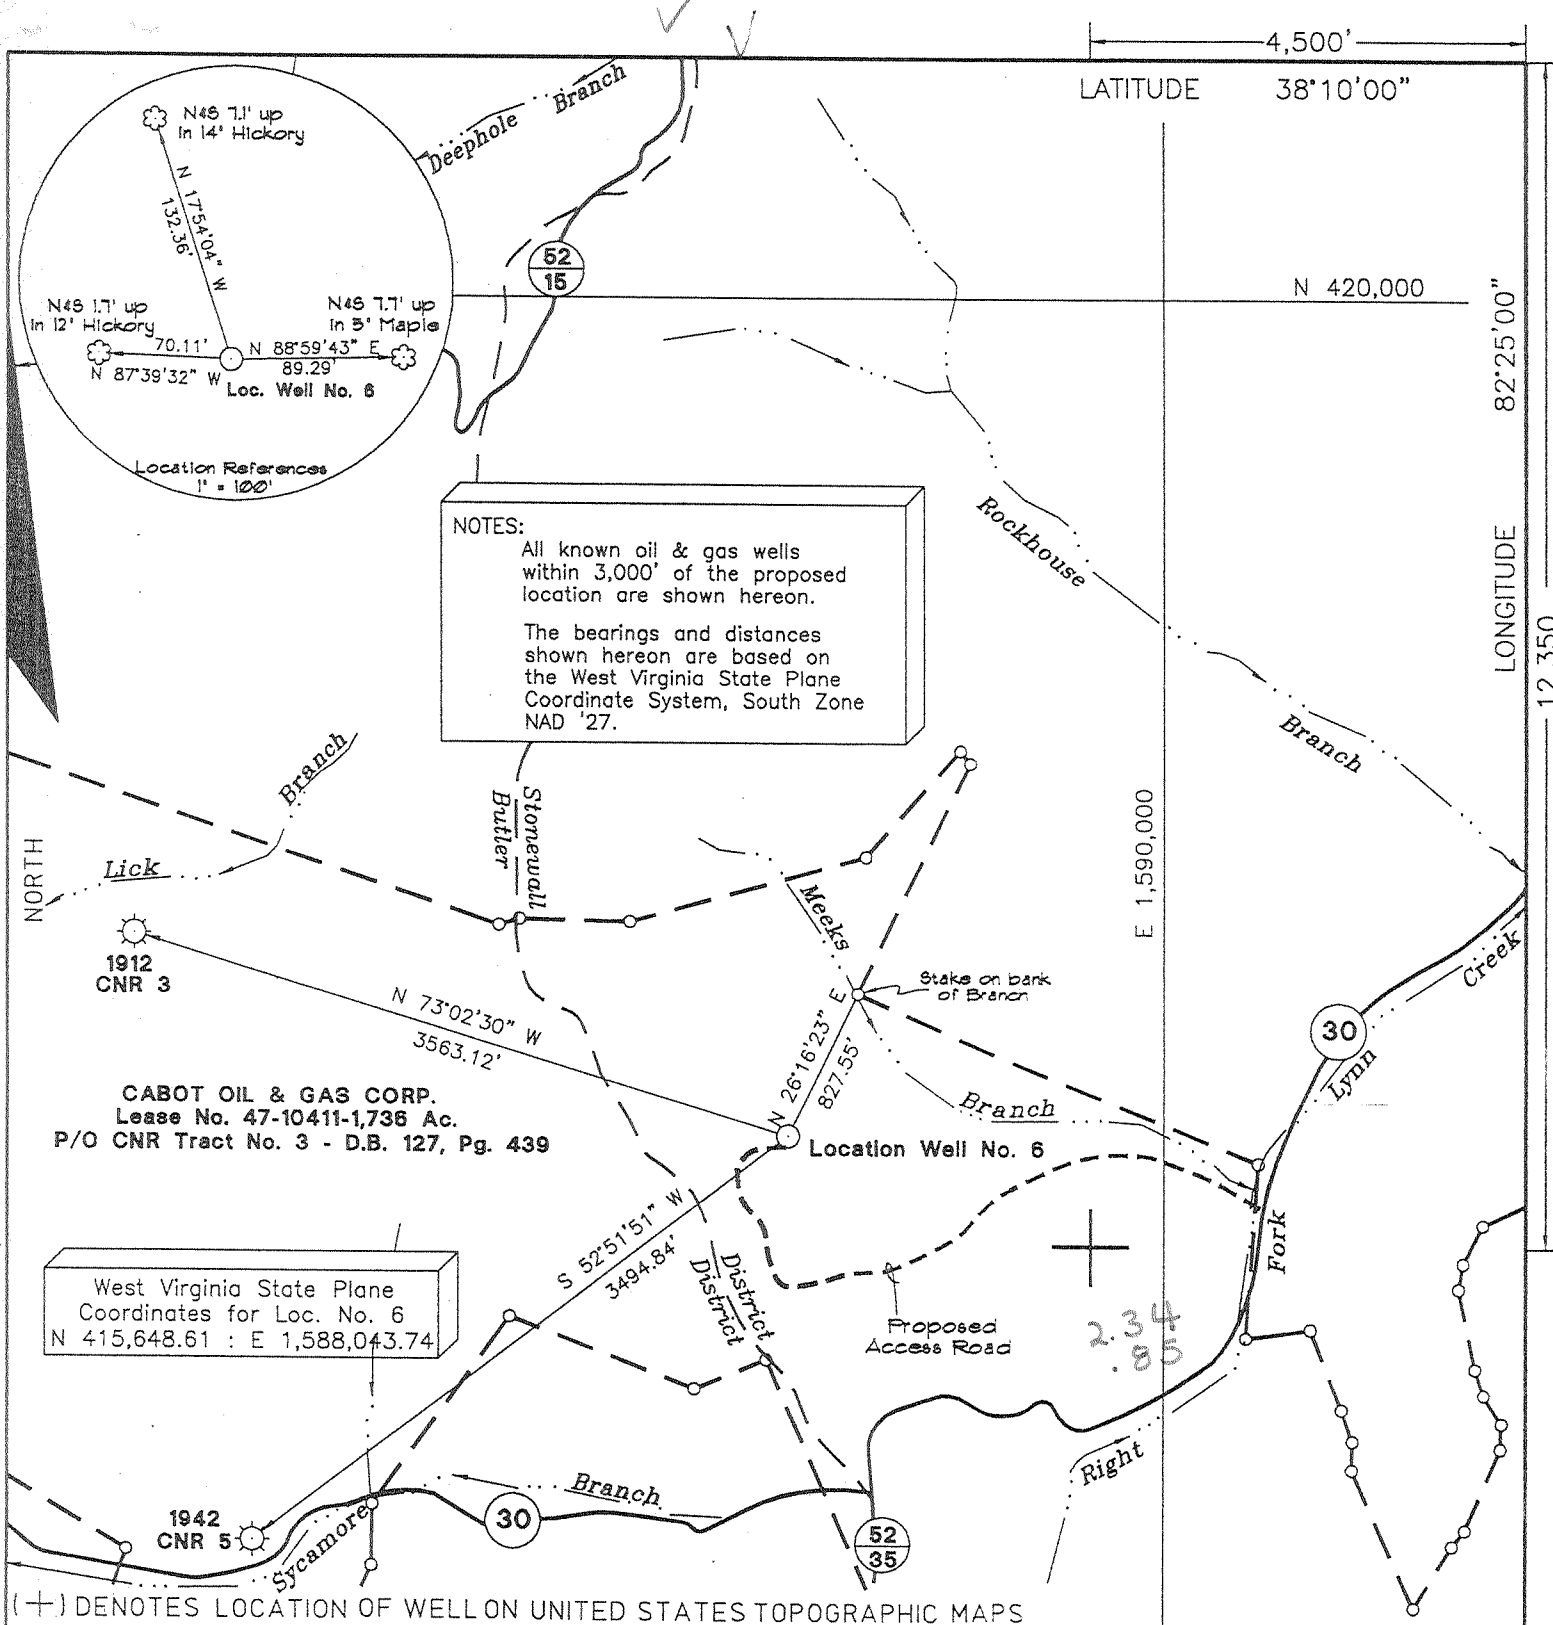 4,500'
LATITUDE 38°10'00"
N4S 7.1' up
in 14" Hickory
N 17°54'04" W
132.36'
N4S 1.7' up
in 12" Hickory
N4S 7.7' up
in 5" Maple
70.11'
N 87°39'32" W
N 88°59'43" E
89.29'
Loc. Well No. 6
Location References
1" = 100'
Deephole Branch
52
15
N 420,000
LONGITUDE 82°25'00"
12,350
NOTES:
All known oil & gas wells
within 3,000' of the proposed
location are shown hereon.
The bearings and distances
shown hereon are based on
the West Virginia State Plane
Coordinate System, South Zone
NAD '27.
Rockhouse
Branch
NORTH
Lick
Branch
Stonewall
Butler
Meeks
E 1,590,000
Creek
1912
CNR 3
N 73°02'30" W
3563.12'
Stake on bank
of Branch
N 26°16'23" E
827.55'
30
Lynn
CABOT OIL & GAS CORP.
Lease No. 47-10411-1,736 Ac.
P/O CNR Tract No. 3 - D.B. 127, Pg. 439
Branch
Location Well No. 6
S 52°51'51" W
3494.84'
District
District
Fork
West Virginia State Plane
Coordinates for Loc. No. 6
N 415,648.61 : E 1,588,043.74
Proposed
Access Road
2.34
.85
Right
Branch
1942
CNR 5
Sycamore
30
52
35
(+) DENOTES LOCATION OF WELL ON UNITED STATES TOPOGRAPHIC MAPS